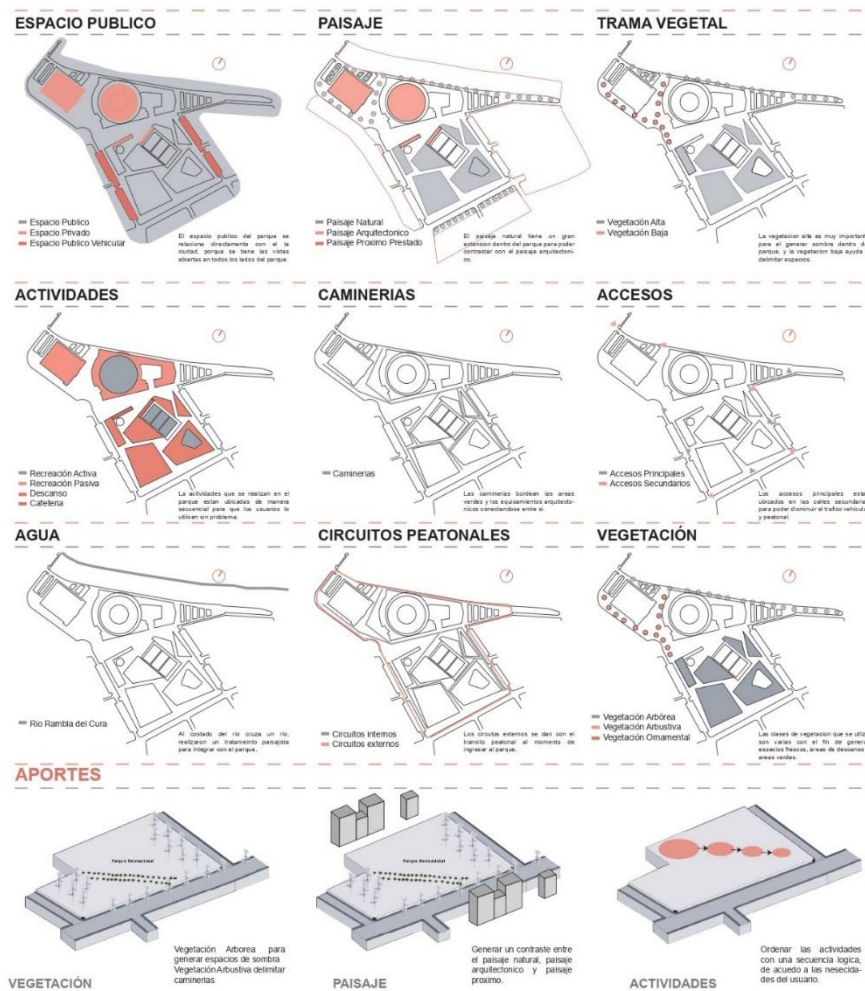 ESPACIO PUBLICO
Espacio Publico
Espacio Privado
Espacio Publico Vehicular
El espacio publico del parque se
relaciona directamente con el la
ciudad, porque se tiene las vistas
abiertas en todos los lados del parque.
PAISAJE
Paisaje Natural
Paisaje Arquitectonico
Paisaje Proximo Prestado
El paisaje natural tiene un gran
extension dentro del parque para poder
contrastar con el paisaje arquitectoni-
co.
TRAMA VEGETAL
Vegetación Alta
Vegetación Baja
La vegetacion alta es muy important
para el generar sombra dentro de
parque, y la vegetacion baja ayuda
delimitar espacios.
ACTIVIDADES
Recreación Activa
Recreación Pasiva
Descanso
Cafeteria
La actividades que se realizan en el
parque estan ubicadas de manera
secuencial para que los usuarios lo
utilicen sin problema.
CAMINERIAS
Caminerias
Las caminerias bordean las areas
verdes y los equipamientos arquitecto-
nicos conectandose entre si.
ACCESOS
Accesos Principales
Accesos Secundarios
Los accesos principales esta
ubicados en las calles secundaria
para poder disminuir el trafico vehicula
y peatonal.
AGUA
Rio Rambla del Cura
Al costado del rio cruza un rio,
realizaron un tratamiento paisajista
para integrar con el parque.
CIRCUITOS PEATONALES
Circuitos internos
Circuitos externos
Los circuitos externos se dan con el
transito peatonal al momento de
ingresar al parque.
VEGETACIÓN
Vegetación Arbórea
Vegetación Arbustiva
Vegetación Ornamental
Las clases de vegetacion que se utiliz
son varias con el fin de genera
espacios frescos, areas de descanso
areas verdes.
APORTES
Parque Recreacional
Vegetación Arborea para
generar espacios de sombra
Vegetación Arbustiva delimitar
caminerias
VEGETACIÓN
Parque Recreacional
Generar un contraste entre
el paisaje natural, paisaje
arquitectonico y paisaje
proximo.
PAISAJE
Ordenar las actividades
con una secuencia logica,
de acuedo a las nesecida-
des del usuario.
ACTIVIDADES